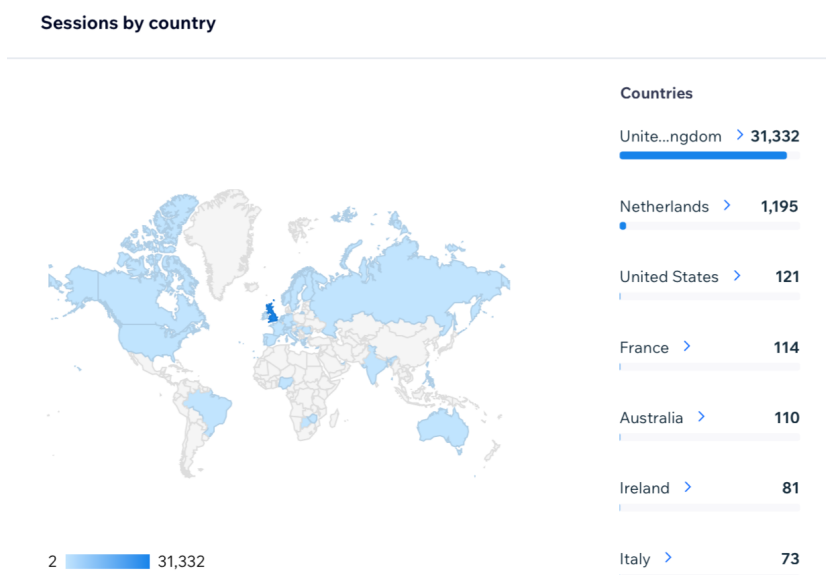 Sessions by country
Countries
Unite...ngdom 31,332
Netherlands 1,195
United States 121
France 114
Australia 110
Ireland 81
Italy 73
2 31,332